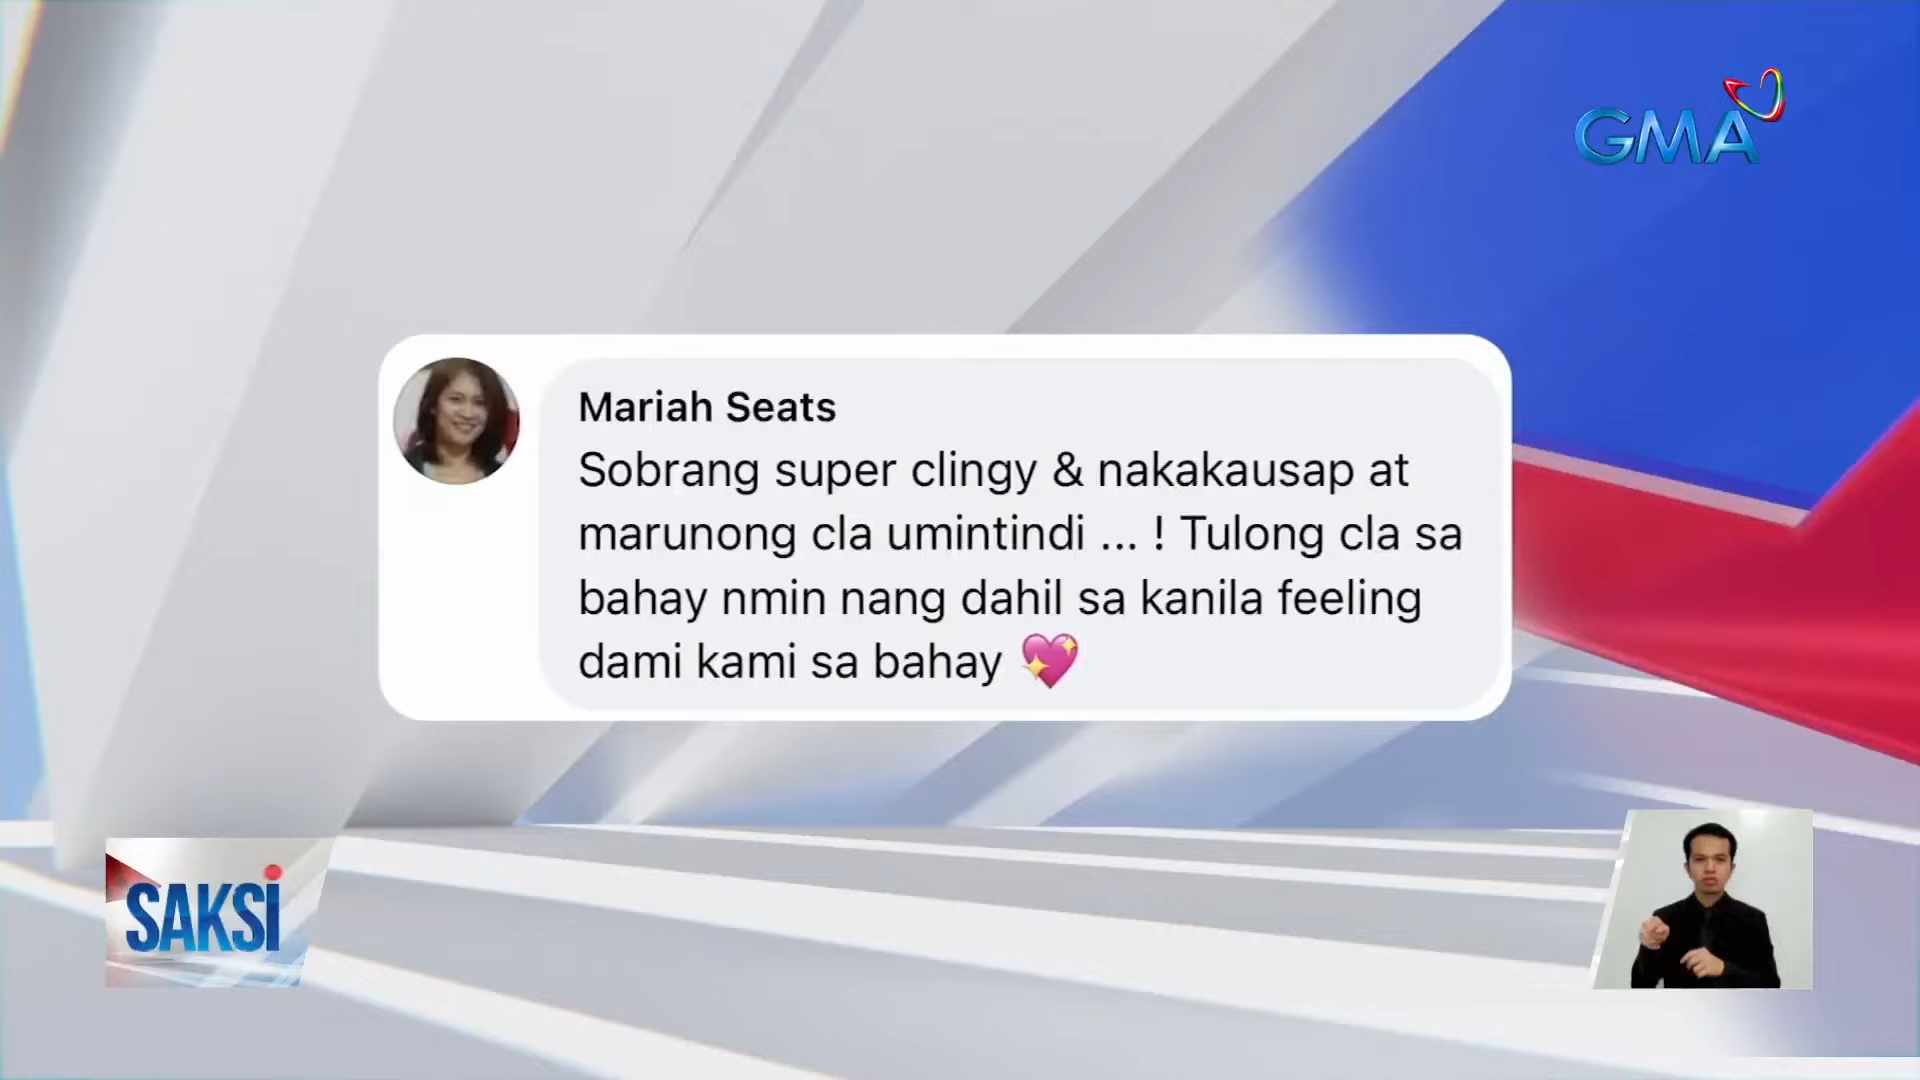 GMA
Mariah Seats
Sobrang super clingy & nakakausap at
marunong cla umintindi ... ! Tulong cla sa
bahay nmin nang dahil sa kanila feeling
dami kami sa bahay 💖
SAKSI